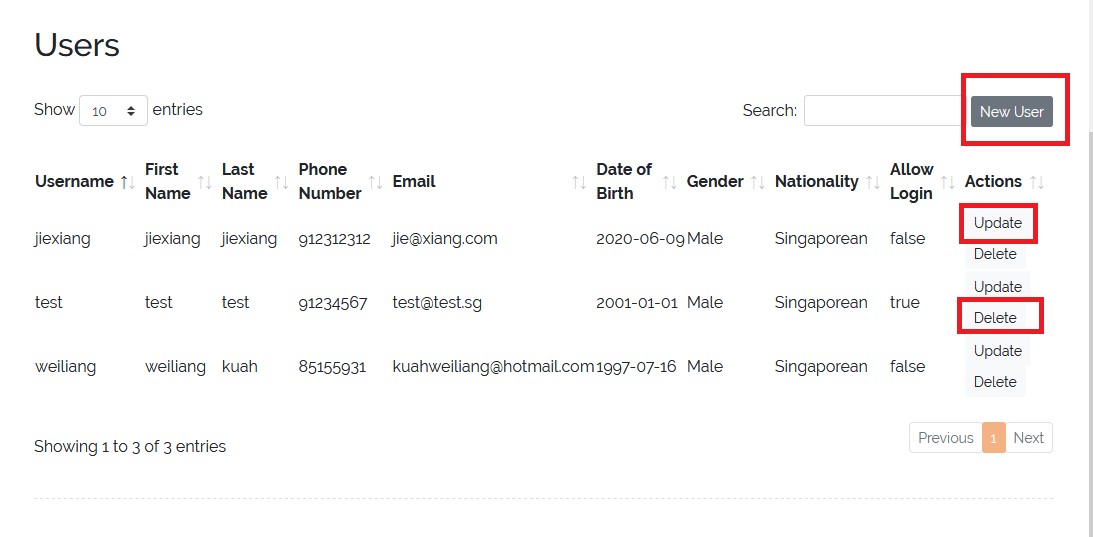 Users
Show 10 entries Search: New User
Username First Name Last Name Phone Number Email Date of Birth Gender Nationality Allow Login Actions
jiexiang jiexiang jiexiang 912312312 jie@xiang.com 2020-06-09 Male Singaporean false Update
Delete
test test test 91234567 test@test.sg 2001-01-01 Male Singaporean true Update
Delete
weiliang weiliang kuah 85155931 kuahweiliang@hotmail.com 1997-07-16 Male Singaporean false Update
Delete
Showing 1 to 3 of 3 entries Previous 1 Next